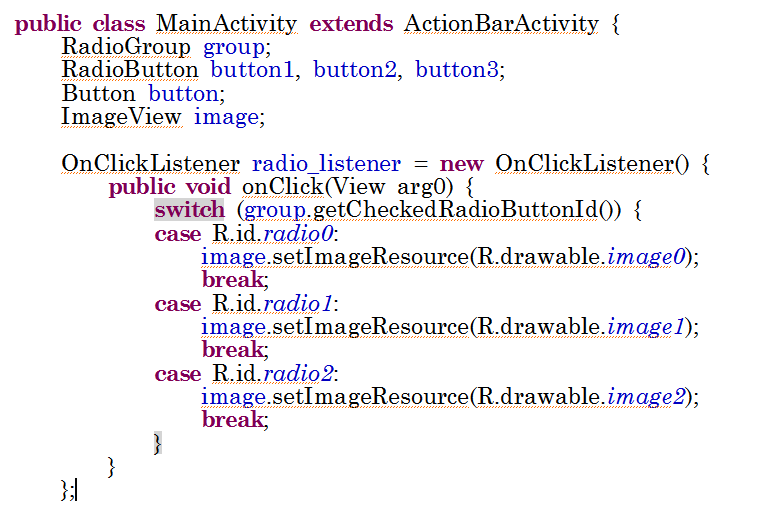 public class MainActivity extends ActionBarActivity {
RadioGroup group;
RadioButton button1, button2, button3;
Button button;
ImageView image;
OnClickListener radio_listener = new OnClickListener() {
public void onClick(View arg0) {
switch (group.getCheckedRadioButtonId()) {
case R.id.radio0:
image.setImageResource(R.drawable.image0);
break;
case R.id.radio1:
image.setImageResource(R.drawable.image1);
break;
case R.id.radio2:
image.setImageResource(R.drawable.image2);
break;
}
}
};